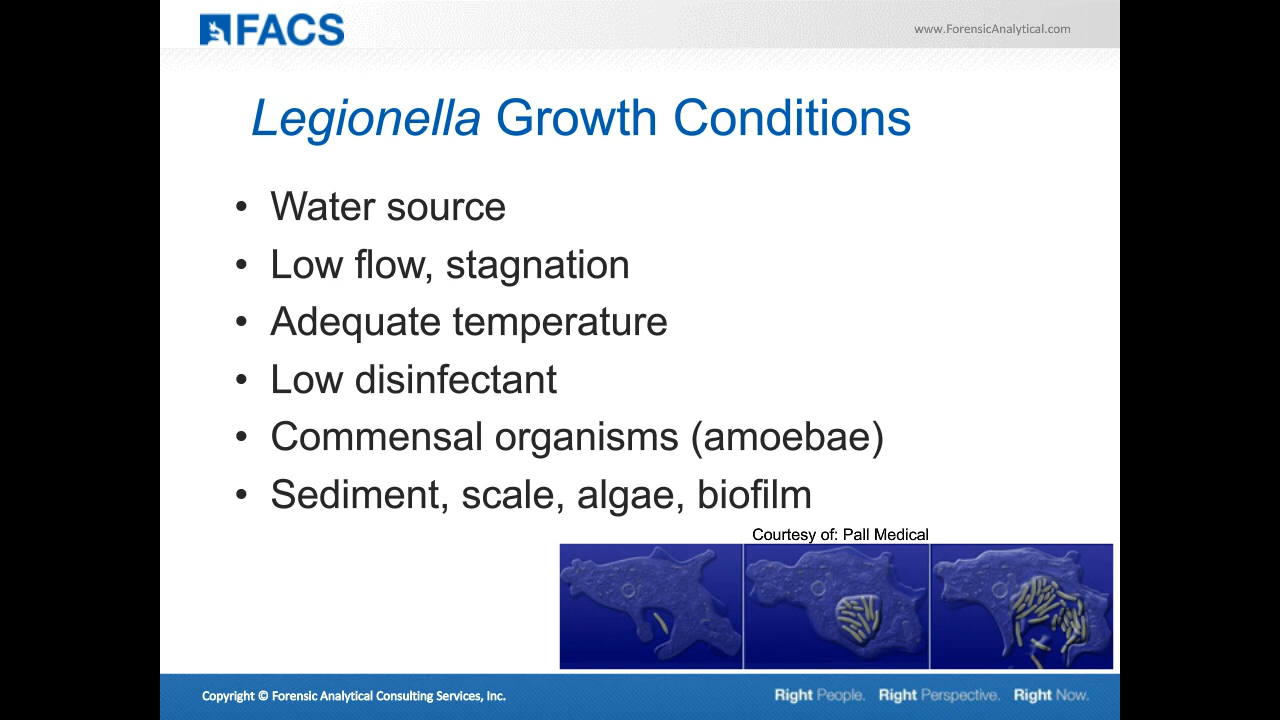 FACS
www.ForensicAnalytical.com
Legionella Growth Conditions
• Water source
• Low flow, stagnation
• Adequate temperature
• Low disinfectant
• Commensal organisms (amoebae)
• Sediment, scale, algae, biofilm
Courtesy of: Pall Medical
Copyright © Forensic Analytical Consulting Services, Inc.
Right People. Right Perspective. Right Now.